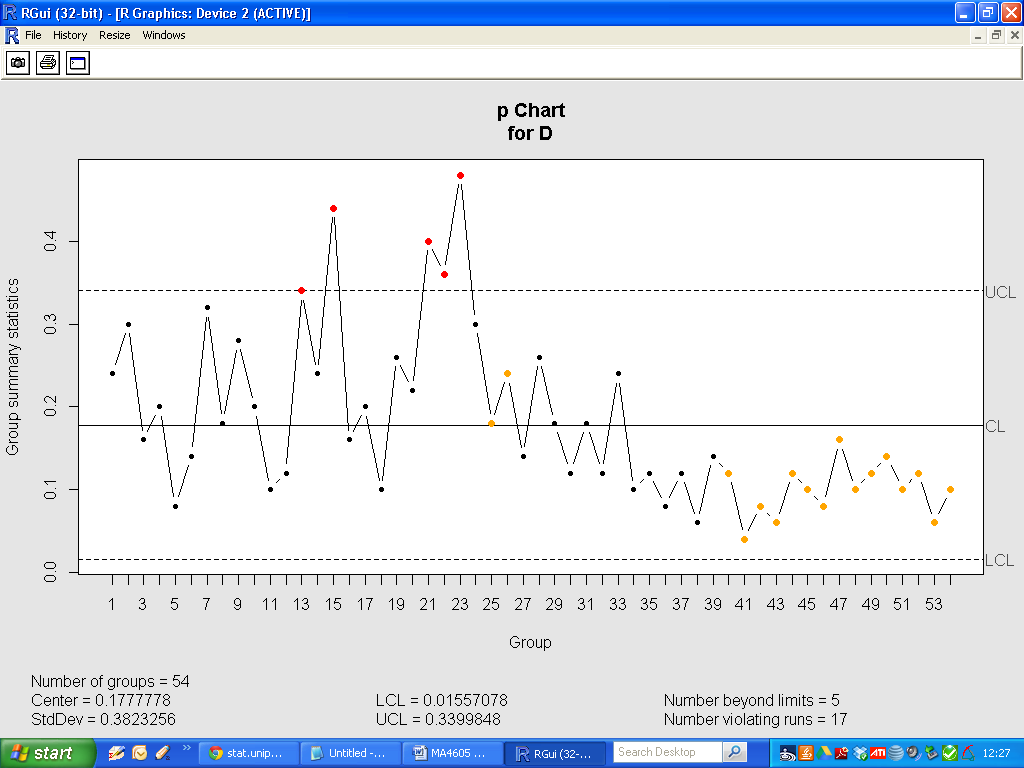 RGui (32-bit) - [R Graphics: Device 2 (ACTIVE)]
File History Resize Windows
p Chart
for D
Group summary statistics
0.4
0.3
0.2
0.1
0.0
UCL
CL
LCL
1 3 5 7 9 11 13 15 17 19 21 23 25 27 29 31 33 35 37 39 41 43 45 47 49 51 53
Group
Number of groups = 54
Center = 0.1777778 LCL = 0.01557078 Number beyond limits = 5
StdDev = 0.3823256 UCL = 0.3399848 Number violating runs = 17
start stat.unip... Untitled -... MA4605 ... RGui (32-... Search Desktop 12:27